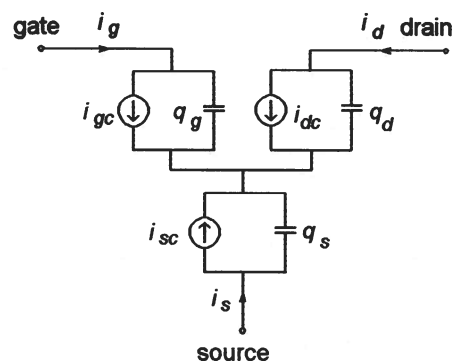 gate i g i d drain
i gc q g i dc q d
i sc q s
i s
source